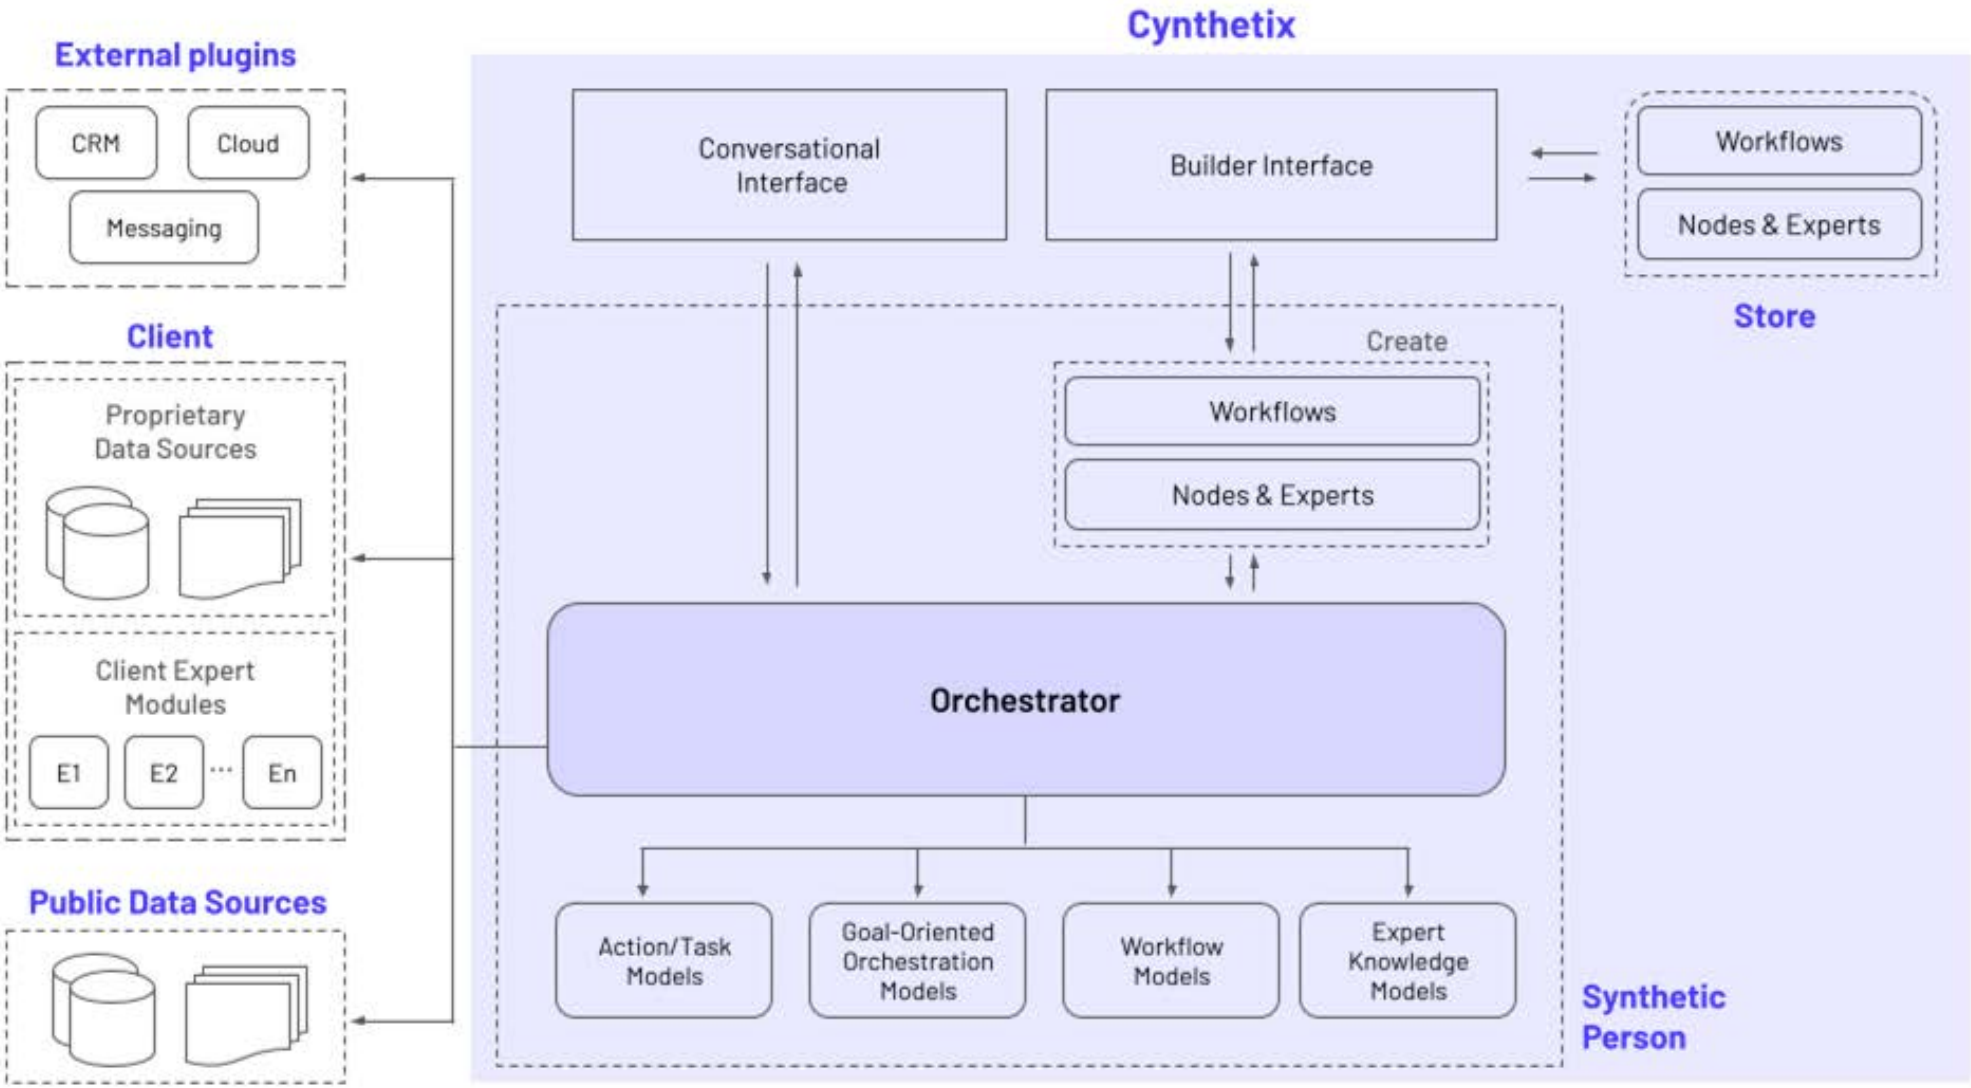 Cynthetix
External plugins
CRM
Cloud
Messaging
Client
Proprietary
Data Sources
Client Expert
Modules
E1
E2
...
En
Public Data Sources
Conversational
Interface
Builder Interface
Workflows
Nodes & Experts
Store
Create
Workflows
Nodes & Experts
Orchestrator
Action/Task
Models
Goal-Oriented
Orchestration
Models
Workflow
Models
Expert
Knowledge
Models
Synthetic
Person